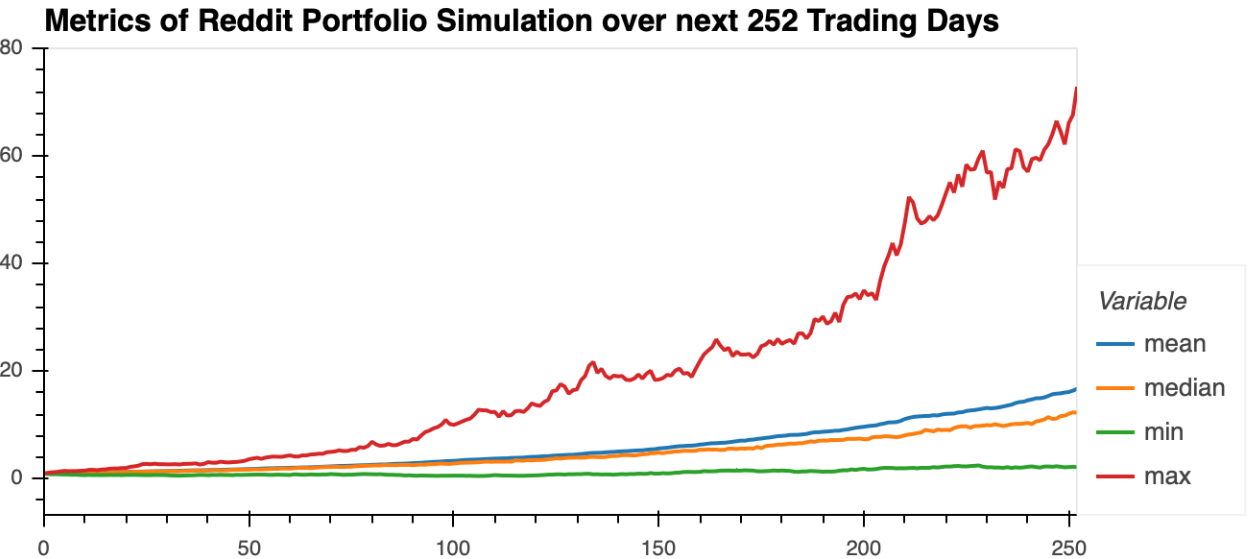 Metrics of Reddit Portfolio Simulation over next 252 Trading Days
80
60
40
20
0
0 50 100 150 200 250
Variable
mean
median
min
max